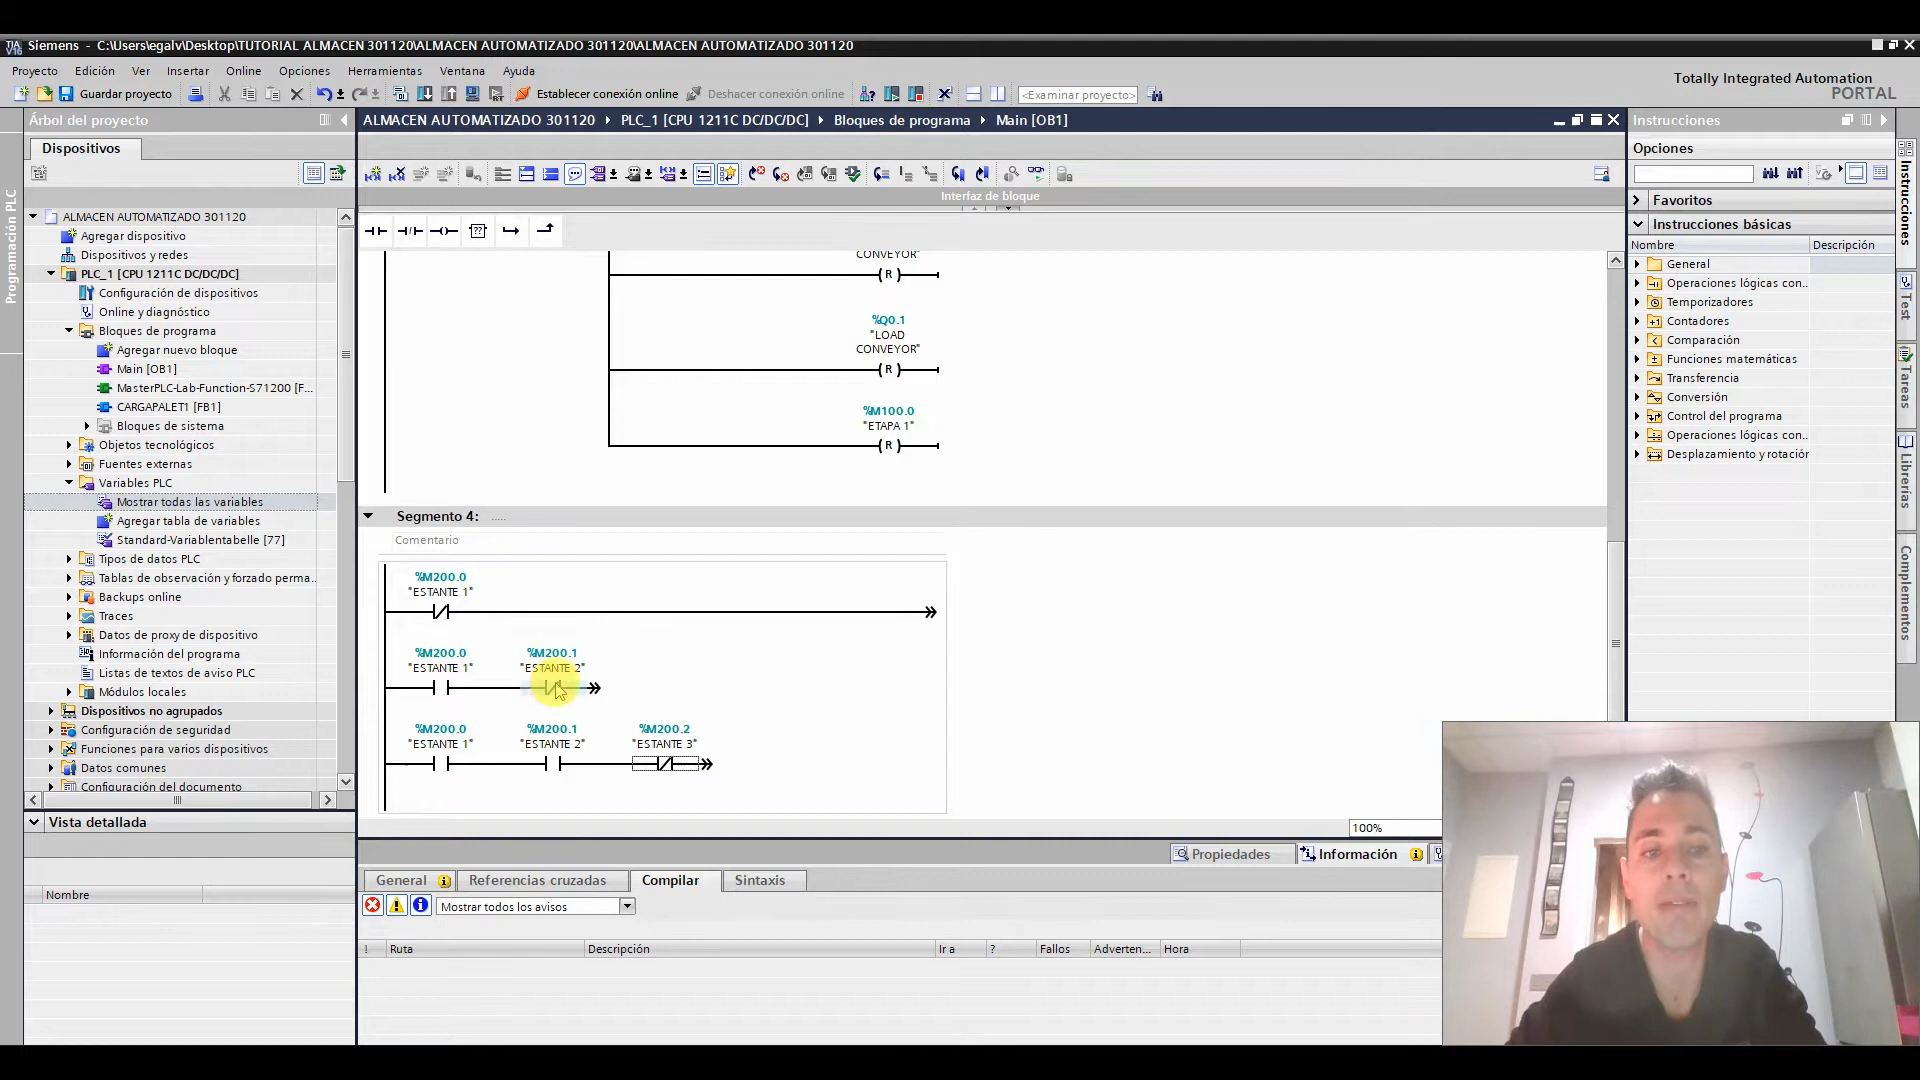 Siemens - C:\Users\egalv\Desktop\TUTORIAL ALMACEN 301120\ALMACEN AUTOMATIZADO 301120\ALMACEN AUTOMATIZADO 301120
Proyecto Edición Ver Insertar Online Opciones Herramientas Ventana Ayuda
Totally Integrated Automation
PORTAL
Guardar proyecto Establecer conexión online Deshacer conexión online <Examinar proyecto>
Árbol del proyecto
ALMACEN AUTOMATIZADO 301120 PLC_1 [CPU 1211C DC/DC/DC] Bloques de programa Main [OB1]
Instrucciones
Dispositivos
Opciones
Programación PLC
Interfaz de bloque
Favoritos
Instrucciones básicas
Nombre Descripción
General
Operaciones lógicas con..
Temporizadores
Contadores
Comparación
Funciones matemáticas
Transferencia
Conversión
Control del programa
Operaciones lógicas con..
Desplazamiento y rotación
Instrucciones
Test
Tareas
Librerías
Complementos
ALMACEN AUTOMATIZADO 301120
Agregar dispositivo
Dispositivos y redes
PLC_1 [CPU 1211C DC/DC/DC]
Configuración de dispositivos
Online y diagnóstico
Bloques de programa
Agregar nuevo bloque
Main [OB1]
MasterPLC-Lab-Function-S71200 [F...
CARGAPALET1 [FB1]
Bloques de sistema
Objetos tecnológicos
Fuentes externas
Variables PLC
Mostrar todas las variables
Agregar tabla de variables
Standard-Variablentabelle [77]
Tipos de datos PLC
Tablas de observación y forzado perma..
Backups online
Traces
Datos de proxy de dispositivo
Información del programa
Listas de textos de aviso PLC
Módulos locales
Dispositivos no agrupados
Configuración de seguridad
Funciones para varios dispositivos
Datos comunes
Configuración del documento
Vista detallada
Nombre
CONVEYOR"
R
%Q0.1
"LOAD
CONVEYOR"
R
%M100.0
"ETAPA 1"
R
Segmento 4: .....
Comentario
%M200.0
"ESTANTE 1"
%M200.0 %M200.1
"ESTANTE 1" "ESTANTE 2"
%M200.0 %M200.1 %M200.2
"ESTANTE 1" "ESTANTE 2" "ESTANTE 3"
100%
Propiedades Información
General Referencias cruzadas Compilar Sintaxis
Mostrar todos los avisos
! Ruta Descripción Ir a ? Fallos Adverten... Hora